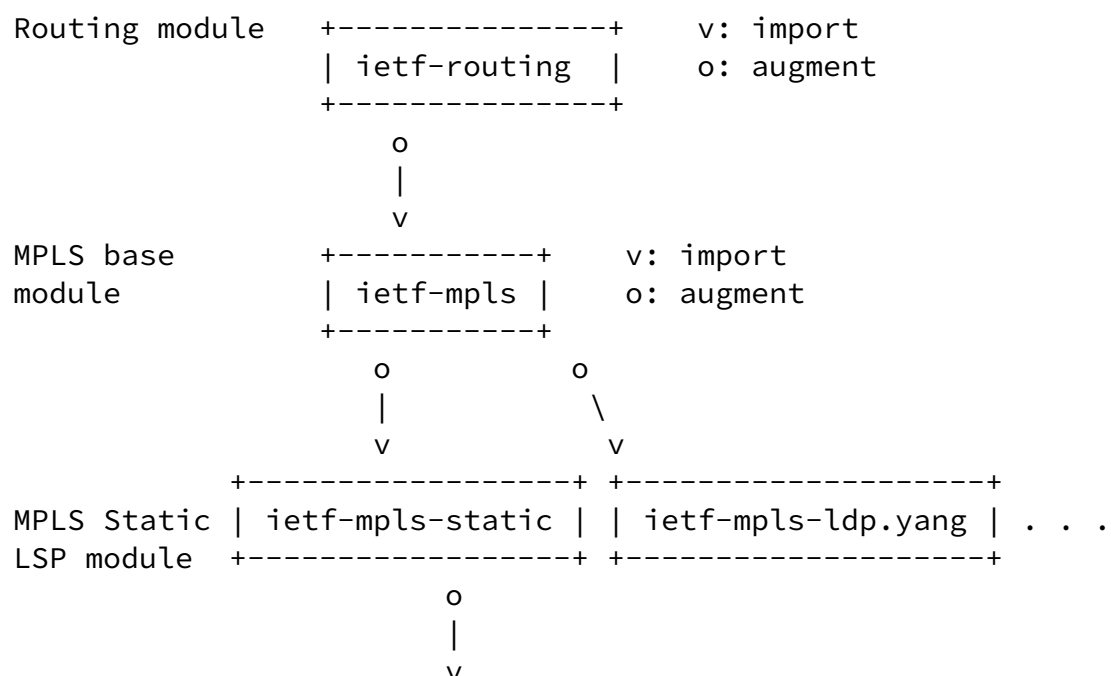 Routing module   +---------------+    v: import
                 | ietf-routing  |    o: augment
                 +---------------+
                     o
                     |
                     v
MPLS base        +-----------+    v: import
module           | ietf-mpls |    o: augment
                 +-----------+
                    o          o
                    |           \
                    v            v
            +------------------+ +--------------------+
MPLS Static | ietf-mpls-static | | ietf-mpls-ldp.yang | . . .
LSP module  +------------------+ +--------------------+
                        o
                        |
                        v